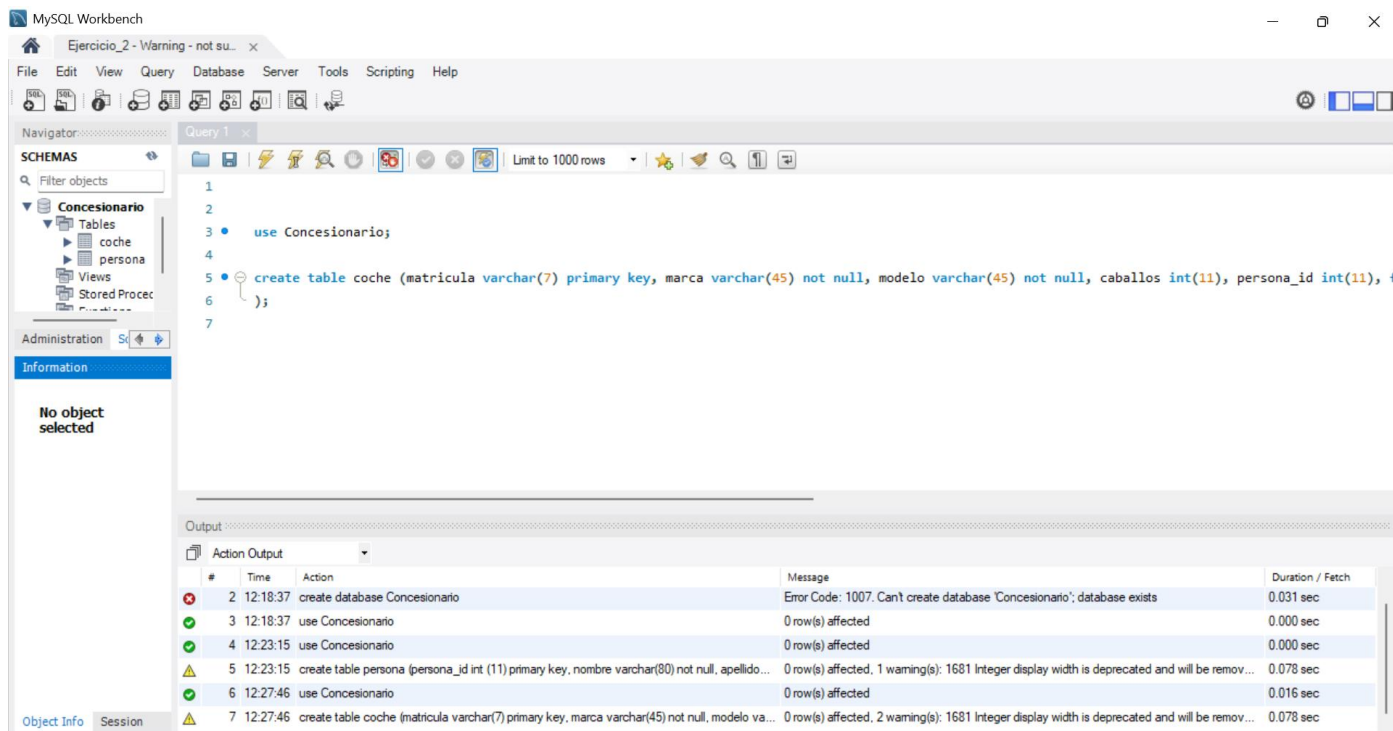 MySQL Workbench
Ejercicio_2 - Warning - not su...
File Edit View Query Database Server Tools Scripting Help
Navigator
Query 1
SCHEMAS
Limit to 1000 rows
Filter objects
Concesionario
Tables
coche
persona
Views
Stored Proced
1
2
3 use Concesionario;
4
5 create table coche (matricula varchar(7) primary key, marca varchar(45) not null, modelo varchar(45) not null, caballos int(11), persona_id int(11),
6 );
7
Administration
Information
No object
selected
Output
Action Output
# Time Action Message Duration / Fetch
2 12:18:37 create database Concesionario Error Code: 1007. Can't create database 'Concesionario'; database exists 0.031 sec
3 12:18:37 use Concesionario 0 row(s) affected 0.000 sec
4 12:23:15 use Concesionario 0 row(s) affected 0.000 sec
5 12:23:15 create table persona (persona_id int (11) primary key, nombre varchar(80) not null, apellido... 0 row(s) affected, 1 warning(s): 1681 Integer display width is deprecated and will be remov... 0.078 sec
6 12:27:46 use Concesionario 0 row(s) affected 0.016 sec
7 12:27:46 create table coche (matricula varchar(7) primary key, marca varchar(45) not null, modelo va... 0 row(s) affected, 2 warning(s): 1681 Integer display width is deprecated and will be remov... 0.078 sec
Object Info Session